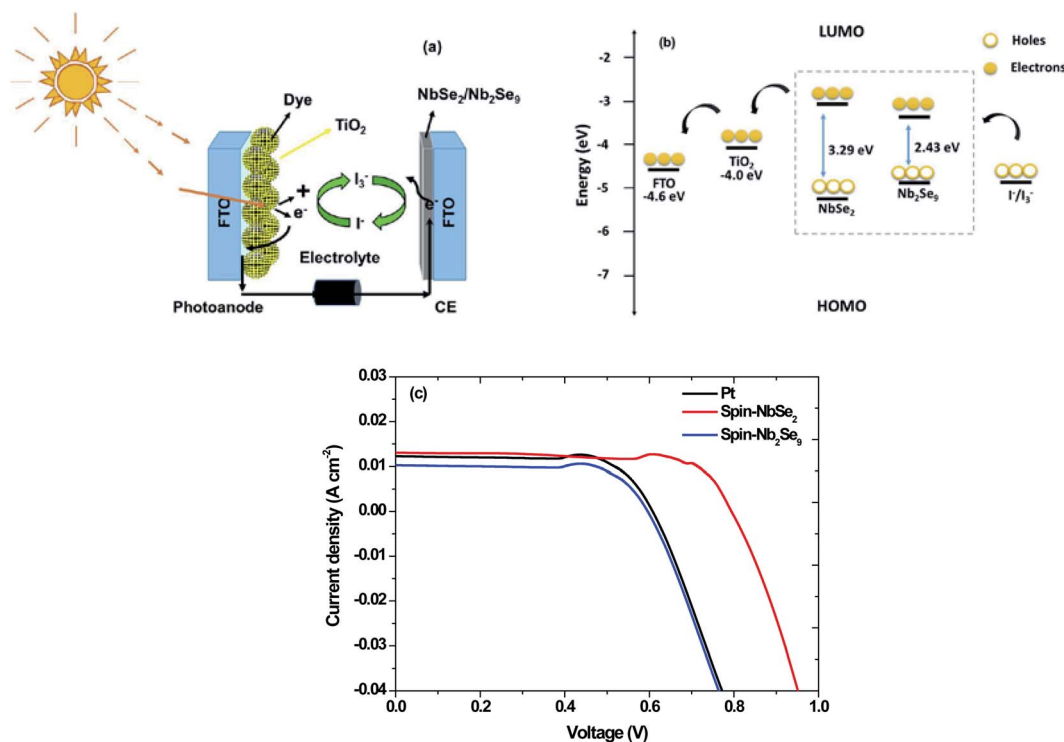 (a)
NbSe₂/Nb₂Se₉
Dye
TiO₂
FTO
+
e⁻
I₃⁻
I⁻
e⁻
FTO
Electrolyte
Photoanode
CE
(b)
LUMO
Holes
Electrons
Energy (eV)
-2
-3
-4
-5
-6
-7
FTO
-4.6 eV
TiO₂
-4.0 eV
3.29 eV
NbSe₂
2.43 eV
Nb₂Se₉
I⁻/I₃⁻
HOMO
(c)
Pt
Spin-NbSe₂
Spin-Nb₂Se₉
Current density (A cm⁻²)
0.03
0.02
0.01
0.00
-0.01
-0.02
-0.03
-0.04
0.0 0.2 0.4 0.6 0.8 1.0
Voltage (V)